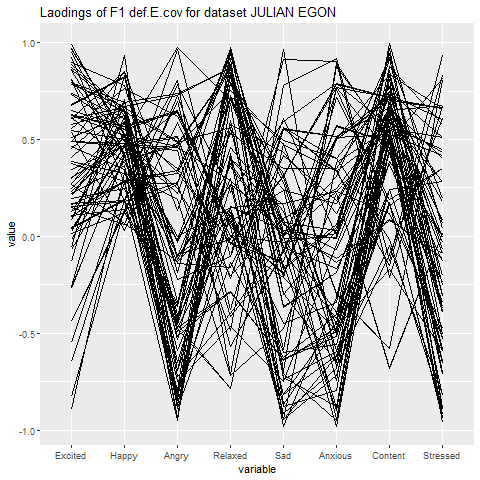 Laodings of F1 def.E.cov for dataset JULIAN EGON
1.0
0.5
0.0
-0.5
-1.0
value
Excited Happy Angry Relaxed Sad Anxious Content Stressed
variable